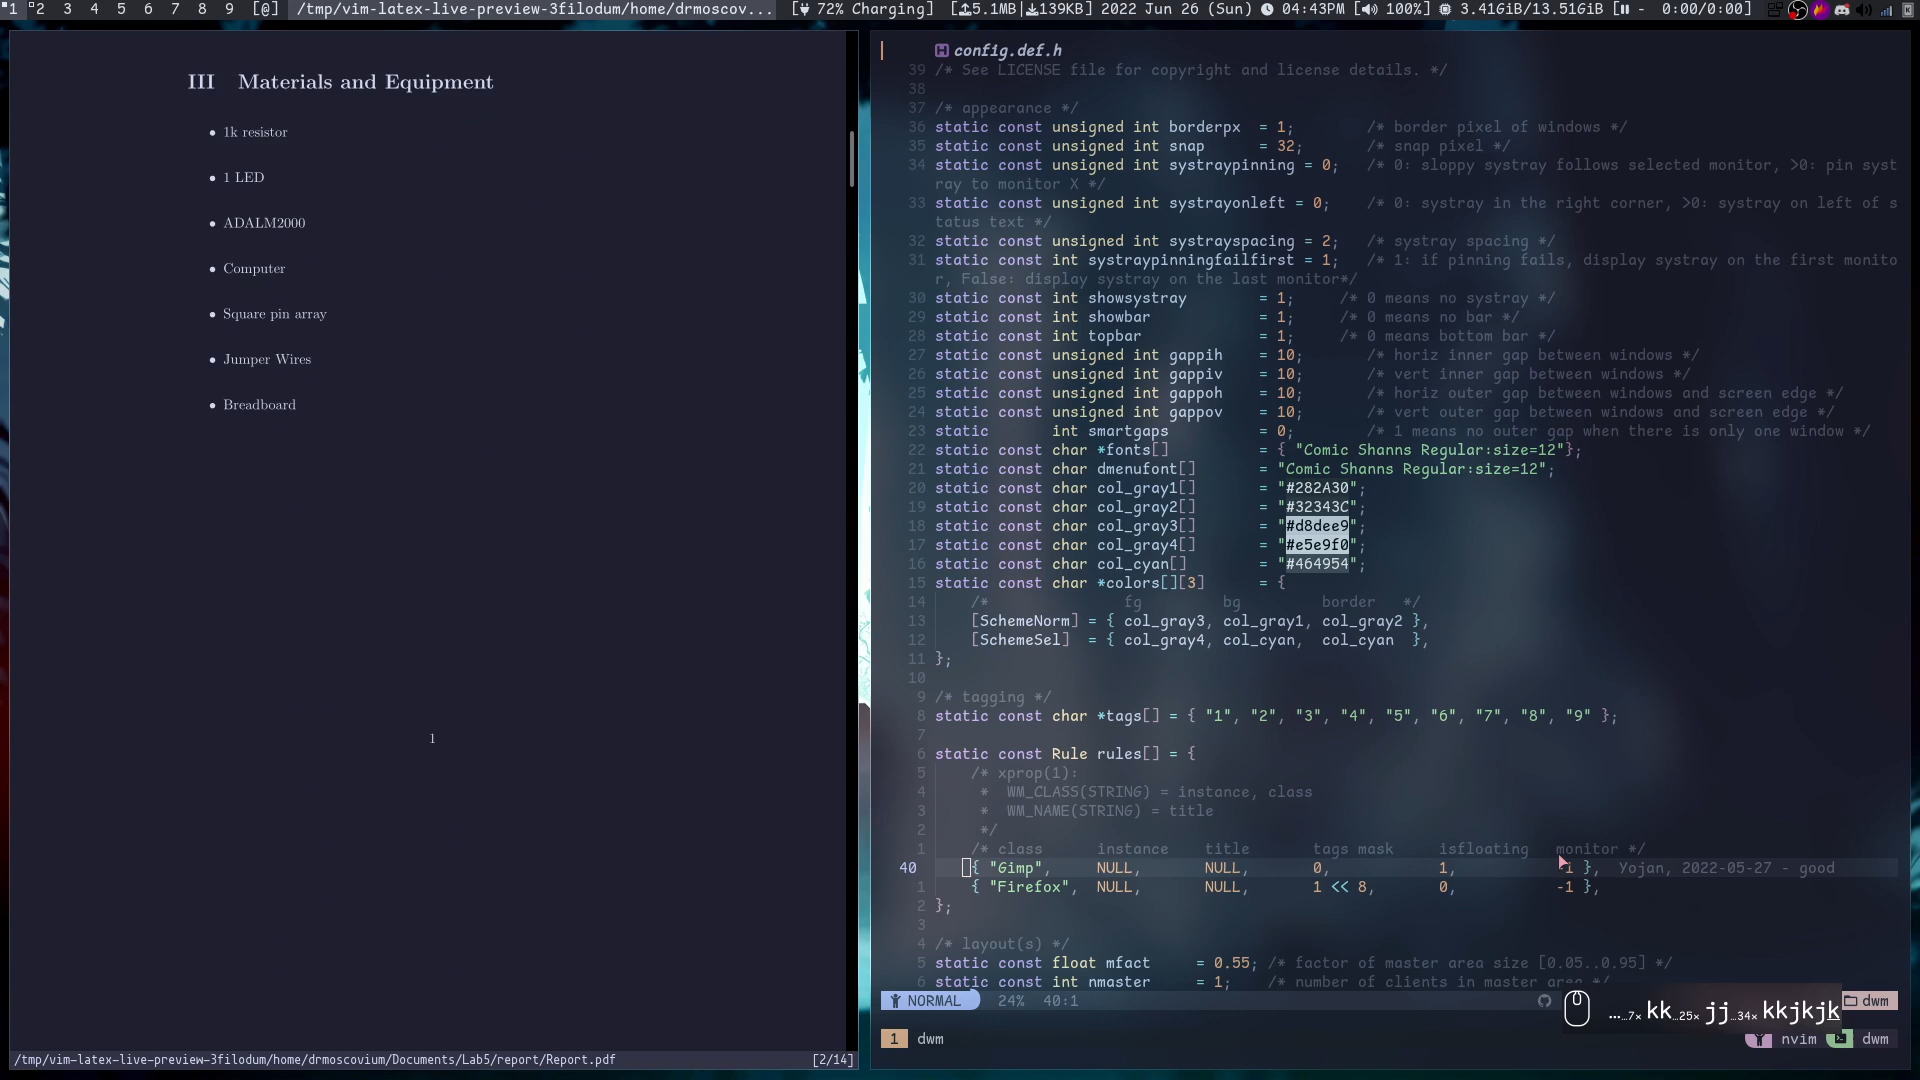 1 2 3 4 5 6 7 8 9 [@] /tmp/vim-latex-live-preview-3filodum/home/drmoscov... [ 72% Charging] [ 5.1MB| 139KB] 2022 Jun 26 (Sun) 04:43PM [ 100%] 3.41GiB/13.51GiB [ - 0:00/0:00]
III Materials and Equipment
• 1k resistor
• 1 LED
• ADALM2000
• Computer
• Square pin array
• Jumper Wires
• Breadboard
1
/tmp/vim-latex-live-preview-3filodum/home/drmoscovium/Documents/Lab5/report/Report.pdf [2/14]
config.def.h
39 /* See LICENSE file for copyright and license details. */
38
37 /* appearance */
36 static const unsigned int borderpx = 1; /* border pixel of windows */
35 static const unsigned int snap = 32; /* snap pixel */
34 static const unsigned int systraypinning = 0; /* 0: sloppy systray follows selected monitor, >0: pin syst
ray to monitor X */
33 static const unsigned int systrayonleft = 0; /* 0: systray in the right corner, >0: systray on left of s
tatus text */
32 static const unsigned int systrayspacing = 2; /* systray spacing */
31 static const int systraypinningfailfirst = 1; /* 1: if pinning fails, display systray on the first monito
r, False: display systray on the last monitor*/
30 static const int showsystray = 1; /* 0 means no systray */
29 static const int showbar = 1; /* 0 means no bar */
28 static const int topbar = 1; /* 0 means bottom bar */
27 static const unsigned int gappih = 10; /* horiz inner gap between windows */
26 static const unsigned int gappiv = 10; /* vert inner gap between windows */
25 static const unsigned int gappoh = 10; /* horiz outer gap between windows and screen edge */
24 static const unsigned int gappov = 10; /* vert outer gap between windows and screen edge */
23 static int smartgaps = 0; /* 1 means no outer gap when there is only one window */
22 static const char *fonts[] = { "Comic Shanns Regular:size=12"};
21 static const char dmenufont[] = "Comic Shanns Regular:size=12";
20 static const char col_gray1[] = "#282A30";
19 static const char col_gray2[] = "#32343C";
18 static const char col_gray3[] = "#d8dee9";
17 static const char col_gray4[] = "#e5e9f0";
16 static const char col_cyan[] = "#464954";
15 static const char *colors[][3] = {
14 /* fg bg border */
13 [SchemeNorm] = { col_gray3, col_gray1, col_gray2 },
12 [SchemeSel] = { col_gray4, col_cyan, col_cyan },
11 };
10
9 /* tagging */
8 static const char *tags[] = { "1", "2", "3", "4", "5", "6", "7", "8", "9" };
7
6 static const Rule rules[] = {
5 /* xprop(1):
4 * WM_CLASS(STRING) = instance, class
3 * WM_NAME(STRING) = title
2 */
1 /* class instance title tags mask isfloating monitor */
40 { "Gimp", NULL, NULL, 0, 1, -1 }, Yojan, 2022-05-27 - good
1 { "Firefox", NULL, NULL, 1 << 8, 0, -1 },
2 };
3
4 /* layout(s) */
5 static const float mfact = 0.55; /* factor of master area size [0.05..0.95] */
6 static const int nmaster = 1; /* number of clients in master area */
NORMAL 24% 40:1 ...…7× kk…25× jj…34× kkjkjk dwm
1 dwm nvim dwm